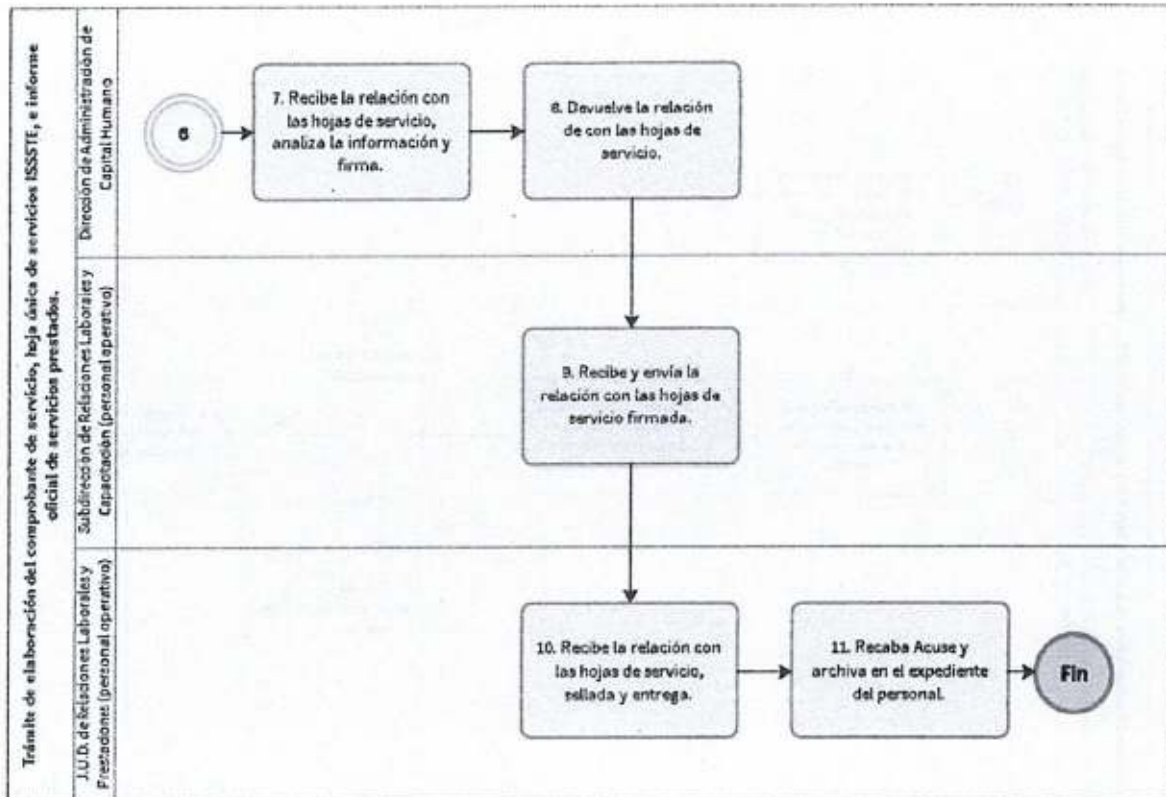 Trámite de elaboración del comprobante de servicio, hoja única de servicios ISSSTE, e informe
oficial de servicios prestados.
Dirección de Administración de
Capital Humano
6
7. Recibe la relación con
las hojas de servicio,
analiza la información y
firma.
8. Devuelve la relación
de con las hojas de
servicio.
Subdirección de Relaciones Laborales y
Capacitación (personal operativo)
9. Recibe y envía la
relación con las hojas de
servicio firmada.
J.U.D. de Relaciones Laborales y
Prestaciones (personal operativo)
10. Recibe la relación con
las hojas de servicio,
sellada y entrega.
11. Recaba Acuse y
archiva en el expediente
del personal.
Fin